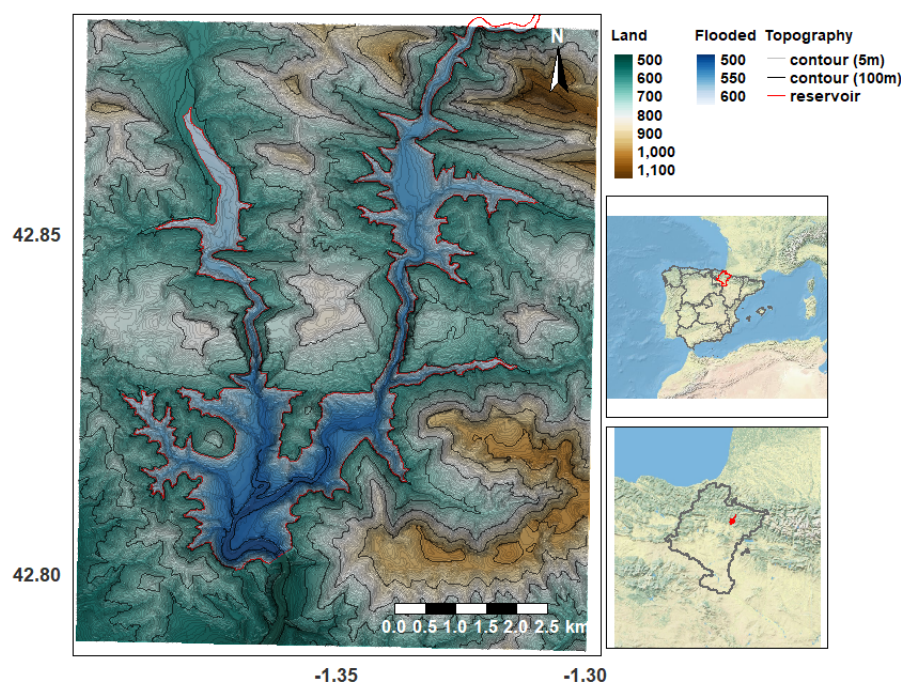 Land Flooded Topography
500 500 contour (5m)
600 550 contour (100m)
700 600 reservoir
800
900
1,000
1,100
N
42.85
42.80
0.0 0.5 1.0 1.5 2.0 2.5 km
-1.35 -1.30